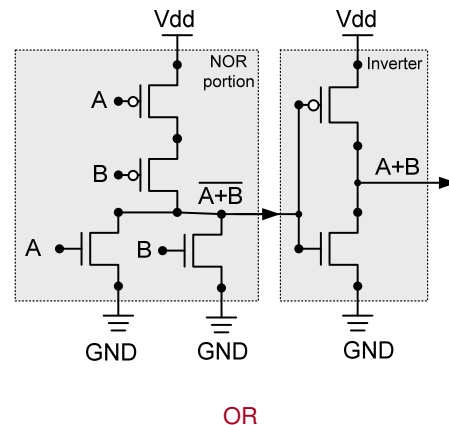 Vdd
Vdd
NOR
portion
Inverter
A
B
A+B
A+B
A
B
GND
GND
GND
OR